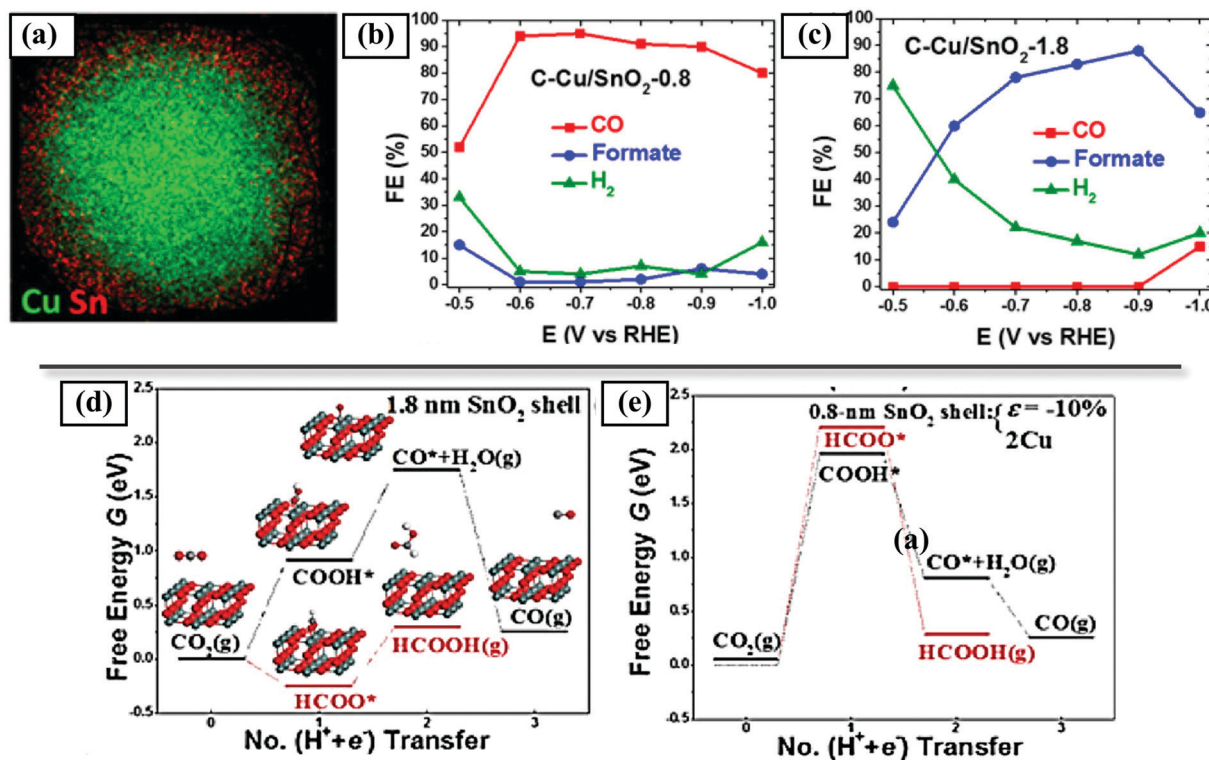 (a)
Cu Sn
(b)
100
90
80
70
60
50
40
30
20
10
0
FE (%)
C-Cu/SnO₂-0.8
CO
Formate
H₂
-0.5 -0.6 -0.7 -0.8 -0.9 -1.0
E (V vs RHE)
(c)
100
90
80
70
60
50
40
30
20
10
0
FE (%)
C-Cu/SnO₂-1.8
CO
Formate
H₂
-0.5 -0.6 -0.7 -0.8 -0.9 -1.0
E (V vs RHE)
(d)
2.5
2.0
1.5
1.0
0.5
0.0
-0.5
Free Energy G (eV)
1.8 nm SnO₂ shell
CO*+H₂O(g)
COOH*
CO₂(g)
HCOO*
HCOOH(g)
CO(g)
0 1 2 3
No. (H⁺+e⁻) Transfer
(e)
2.5
2.0
1.5
1.0
0.5
0.0
-0.5
Free Energy G (eV)
0.8-nm SnO₂ shell:{ ε = -10%
2Cu
HCOO*
COOH*
(a)
CO*+H₂O(g)
CO₂(g)
CO(g)
HCOOH(g)
0 1 2 3
No. (H⁺+e⁻) Transfer